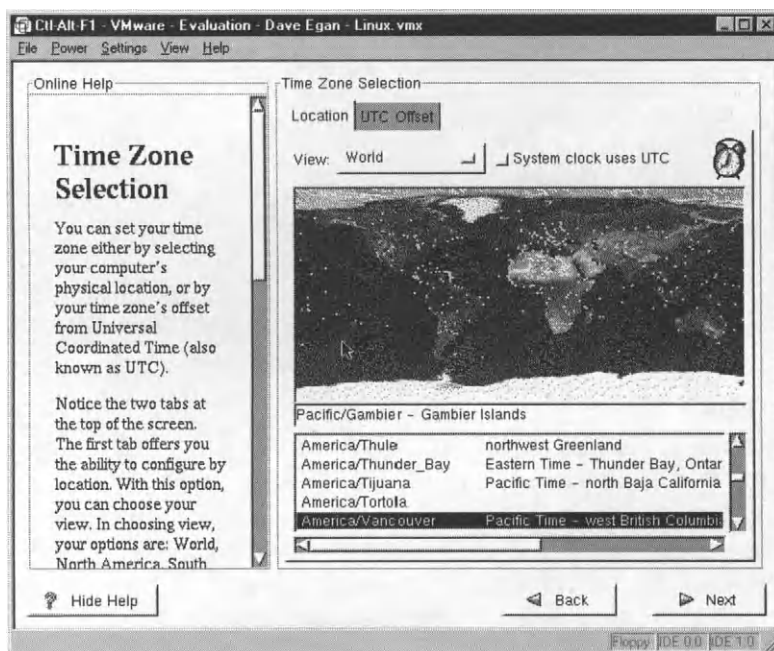 Ctl-Alt-F1 - VMware - Evaluation - Dave Egan - Linux.vmx
File Power Settings View Help
Online Help
Time Zone
Selection
You can set your time
zone either by selecting
your computer's
physical location, or by
your time zone's offset
from Universal
Coordinated Time (also
known as UTC).
Notice the two tabs at
the top of the screen.
The first tab offers you
the ability to configure by
location. With this option,
you can choose your
view. In choosing view,
your options are: World,
North America, South
Hide Help
Time Zone Selection
Location UTC Offset
View: World System clock uses UTC
Pacific/Gambier - Gambier Islands
America/Thule northwest Greenland
America/Thunder_Bay Eastern Time - Thunder Bay, Ontar
America/Tijuana Pacific Time - north Baja California
America/Tortola
America/Vancouver Pacific Time - west British Columbi
Back Next
Floppy IDE 0:0 IDE 1:0